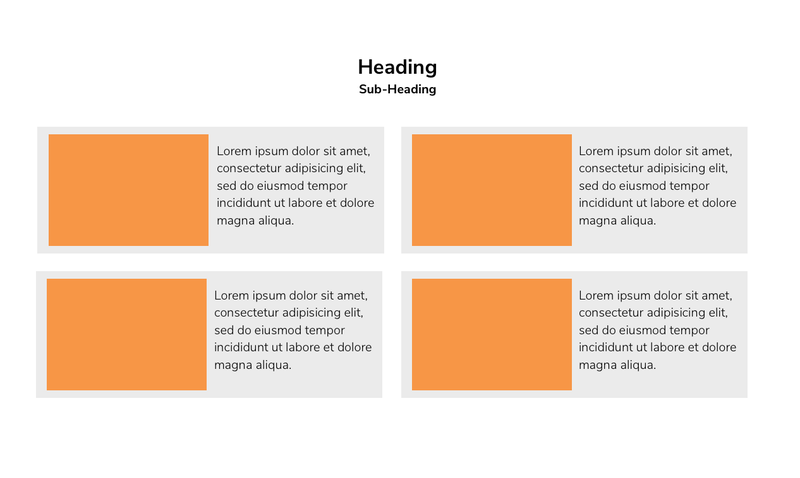 Heading
Sub-Heading
Lorem ipsum dolor sit amet,
consectetur adipisicing elit,
sed do eiusmod tempor
incididunt ut labore et dolore
magna aliqua.
Lorem ipsum dolor sit amet,
consectetur adipisicing elit,
sed do eiusmod tempor
incididunt ut labore et dolore
magna aliqua.
Lorem ipsum dolor sit amet,
consectetur adipisicing elit,
sed do eiusmod tempor
incididunt ut labore et dolore
magna aliqua.
Lorem ipsum dolor sit amet,
consectetur adipisicing elit,
sed do eiusmod tempor
incididunt ut labore et dolore
magna aliqua.